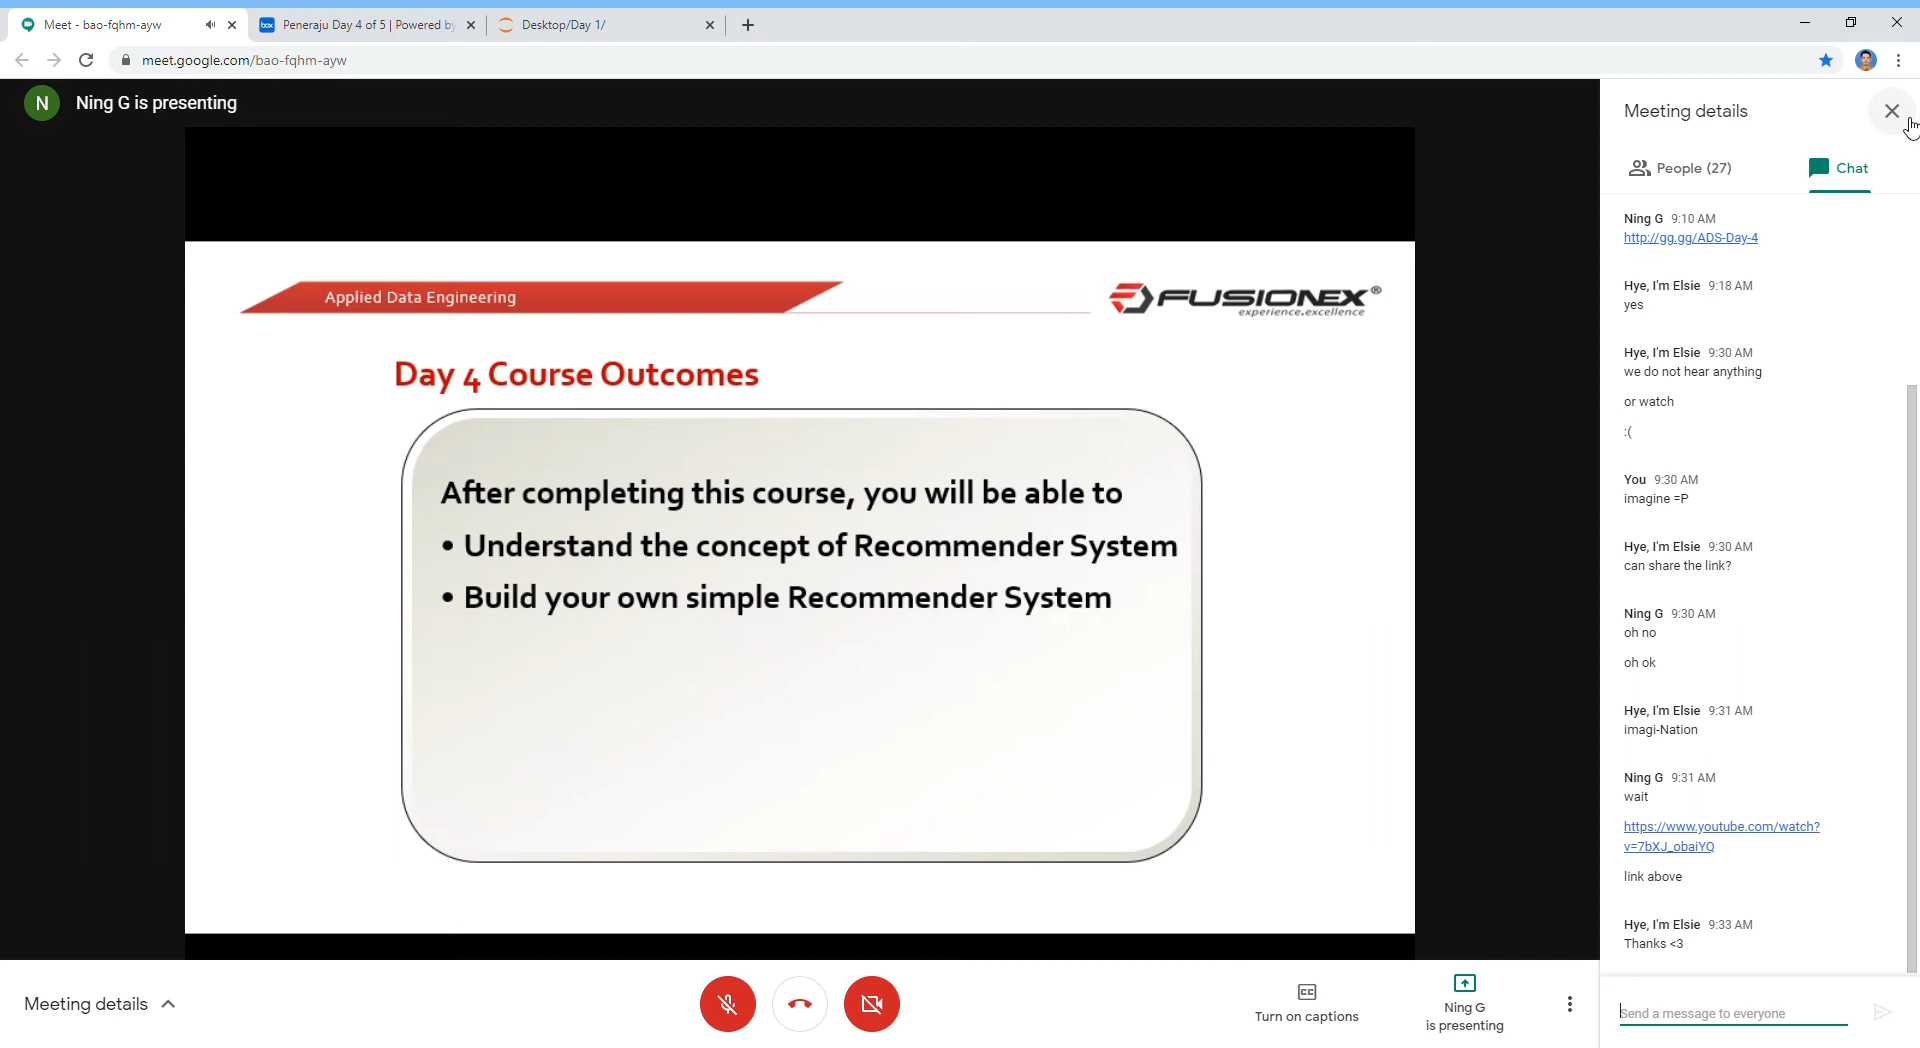 Meet - bao-fqhm-ayw
Peneraju Day 4 of 5 | Powered by
Desktop/Day 1/
meet.google.com/bao-fqhm-ayw
N
Ning G is presenting
Applied Data Engineering
FUSIONEX®
experience.excellence
Day 4 Course Outcomes
After completing this course, you will be able to
• Understand the concept of Recommender System
• Build your own simple Recommender System
Meeting details
People (27)
Chat
Ning G 9:10 AM
http://gg.gg/ADS-Day-4
Hye, I'm Elsie 9:18 AM
yes
Hye, I'm Elsie 9:30 AM
we do not hear anything
or watch
:(
You 9:30 AM
imagine =P
Hye, I'm Elsie 9:30 AM
can share the link?
Ning G 9:30 AM
oh no
oh ok
Hye, I'm Elsie 9:31 AM
imagi-Nation
Ning G 9:31 AM
wait
https://www.youtube.com/watch?
v=7bXJ_obaiYQ
link above
Hye, I'm Elsie 9:33 AM
Thanks <3
Send a message to everyone
Meeting details
CC
Turn on captions
Ning G
is presenting
box